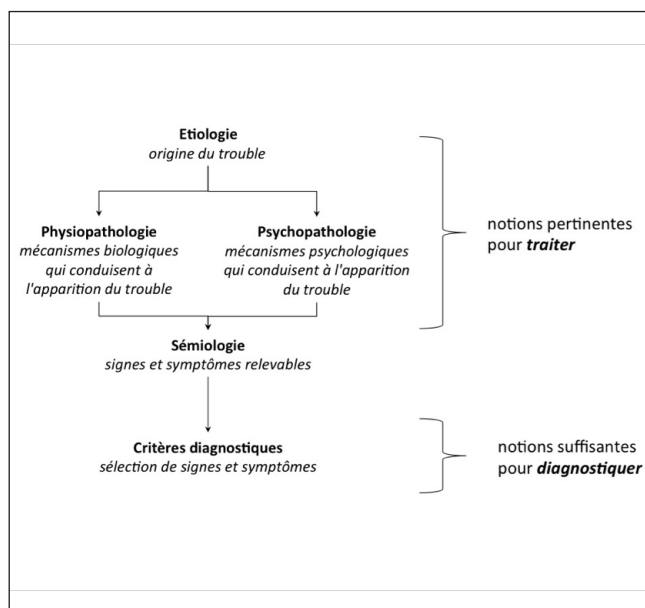 Etiologie
origine du trouble
Physiopathologie
mécanismes biologiques
qui conduisent à
l'apparition du trouble
Psychopathologie
mécanismes psychologiques
qui conduisent à l'apparition
du trouble
notions pertinentes
pour traiter
Sémiologie
signes et symptômes relevables
Critères diagnostiques
sélection de signes et symptômes
notions suffisantes
pour diagnostiquer